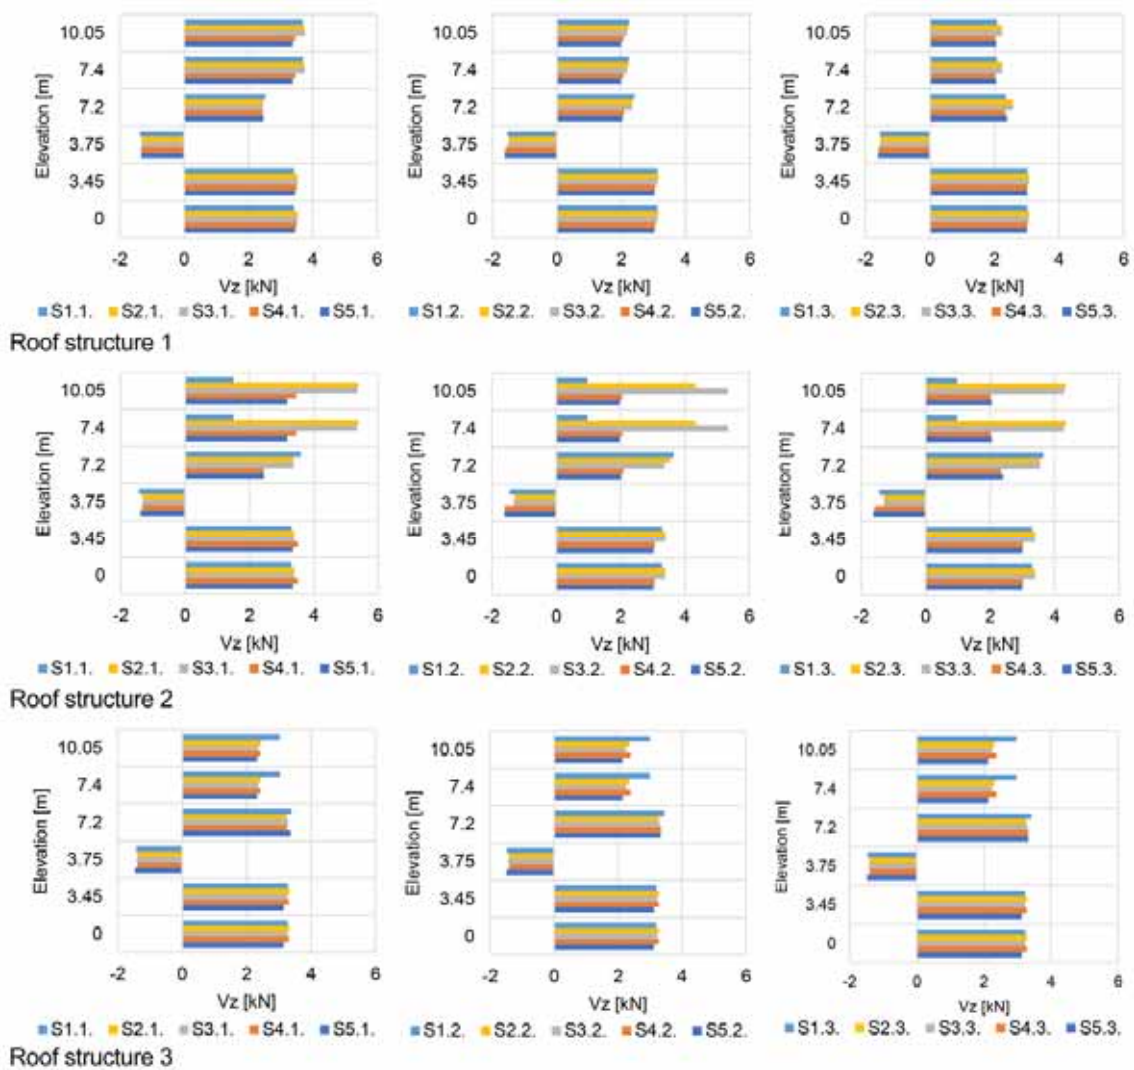 Elevation [m]
10.05
7.4
7.2
3.75
3.45
0
-2 0 2 4 6
Vz [kN]
S1.1. S2.1. S3.1. S4.1. S5.1.
Elevation [m]
10.05
7.4
7.2
3.75
3.45
0
-2 0 2 4 6
Vz [kN]
S1.2. S2.2. S3.2. S4.2. S5.2.
Elevation [m]
10.05
7.4
7.2
3.75
3.45
0
-2 0 2 4 6
Vz [kN]
S1.3. S2.3. S3.3. S4.3. S5.3.
Roof structure 1
Elevation [m]
10.05
7.4
7.2
3.75
3.45
0
-2 0 2 4 6
Vz [kN]
S1.1. S2.1. S3.1. S4.1. S5.1.
Elevation [m]
10.05
7.4
7.2
3.75
3.45
0
-2 0 2 4 6
Vz [kN]
S1.2. S2.2. S3.2. S4.2. S5.2.
Elevation [m]
10.05
7.4
7.2
3.75
3.45
0
-2 0 2 4 6
Vz [kN]
S1.3. S2.3. S3.3. S4.3. S5.3.
Roof structure 2
Elevation [m]
10.05
7.4
7.2
3.75
3.45
0
-2 0 2 4 6
Vz [kN]
S1.1. S2.1. S3.1. S4.1. S5.1.
Elevation [m]
10.05
7.4
7.2
3.75
3.45
0
-2 0 2 4 6
Vz [kN]
S1.2. S2.2. S3.2. S4.2. S5.2.
Elevation [m]
10.05
7.4
7.2
3.75
3.45
0
-2 0 2 4 6
Vz [kN]
S1.3. S2.3. S3.3. S4.3. S5.3.
Roof structure 3